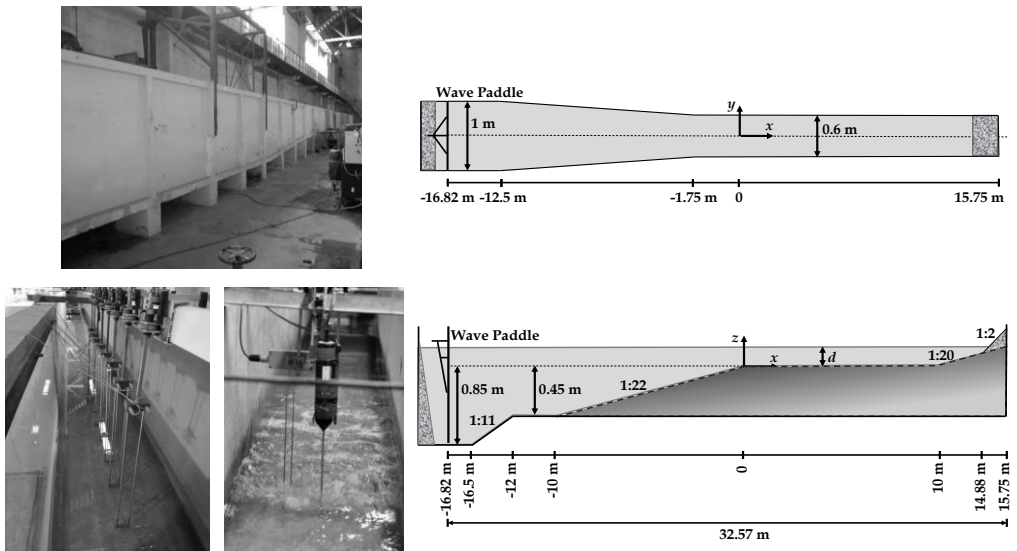 Wave Paddle
y
1 m
x
0.6 m
-16.82 m
-12.5 m
-1.75 m
0
15.75 m
Wave Paddle
z
1:2
x
d
1:20
0.85 m
0.45 m
1:22
1:11
-16.82 m
-16.5 m
-12 m
-10 m
0
10 m
14.88 m
15.75 m
32.57 m